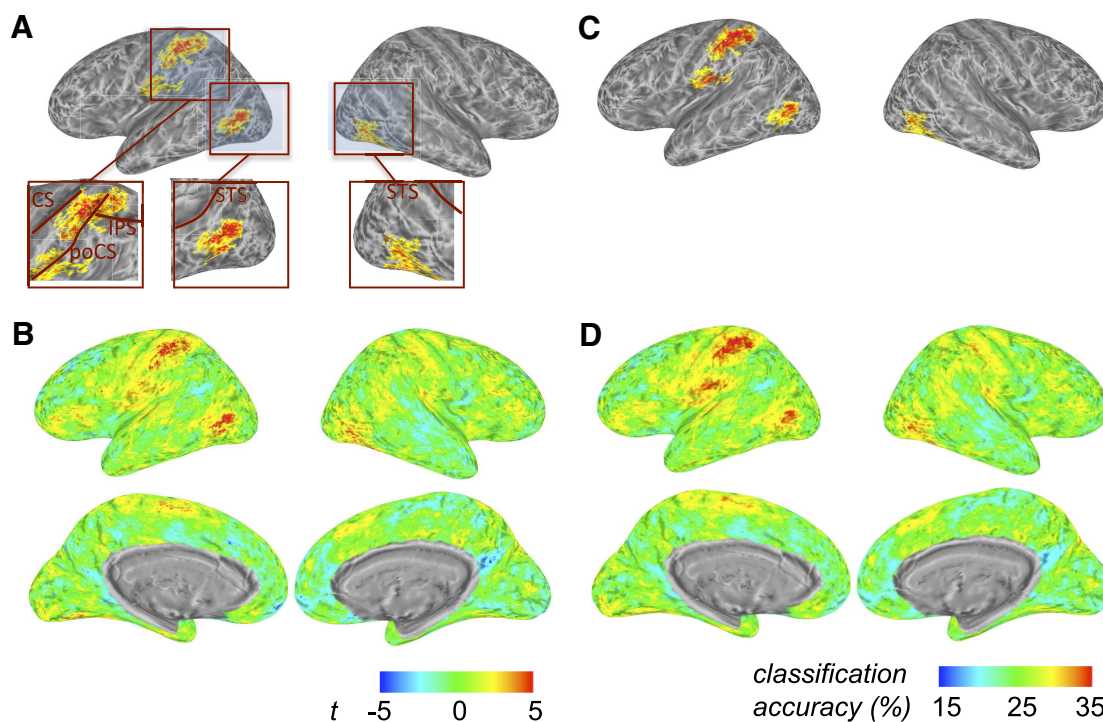 A
C
CS
IPS
poCS
STS
STS
B
D
t -5 0 5
classification
accuracy (%) 15 25 35